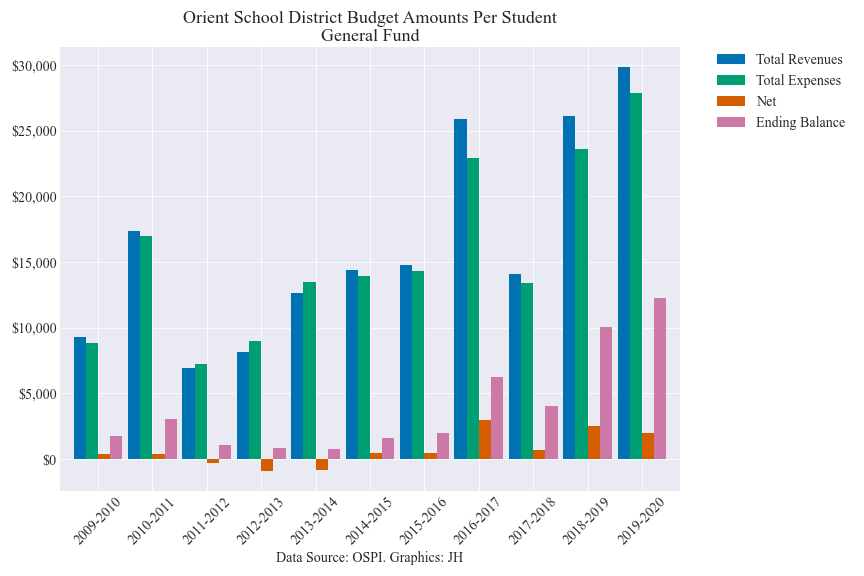 Orient School District Budget Amounts Per Student
General Fund
Total Revenues
Total Expenses
Net
Ending Balance
$30,000
$25,000
$20,000
$15,000
$10,000
$5,000
$0
2009-2010
2010-2011
2011-2012
2012-2013
2013-2014
2014-2015
2015-2016
2016-2017
2017-2018
2018-2019
2019-2020
Data Source: OSPI. Graphics: JH